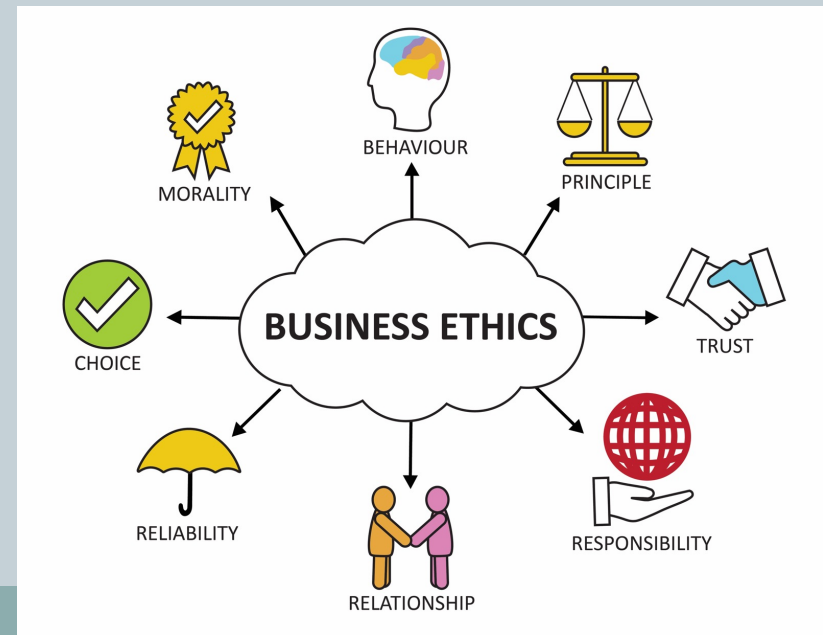 BEHAVIOUR
MORALITY
PRINCIPLE
BUSINESS ETHICS
CHOICE
TRUST
RELIABILITY
RESPONSIBILITY
RELATIONSHIP